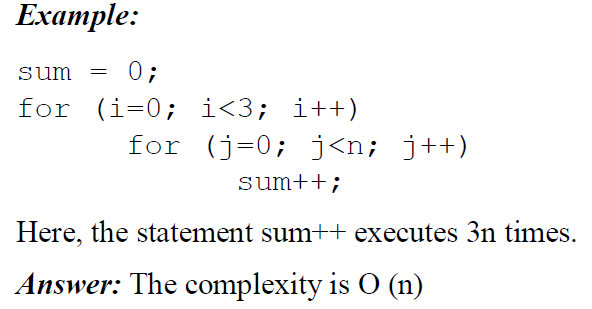 Example:
sum = 0;
for (i=0; i<3; i++)
for (j=0; j<n; j++)
sum++;
Here, the statement sum++ executes 3n times.
Answer: The complexity is O (n)